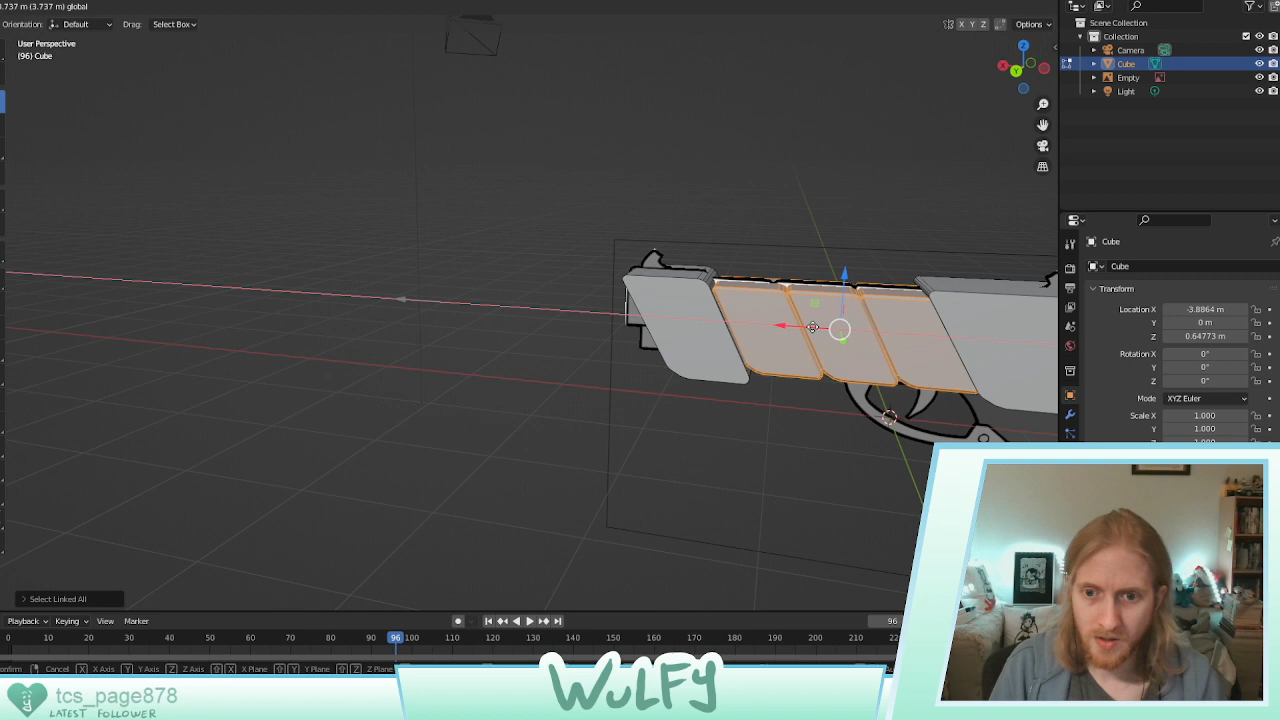 3.737 m (3.737 m) global
Orientation: Default Drag: Select Box X Y Z Options
User Perspective
(96) Cube
Scene Collection
Collection
Camera
Cube
Empty
Light
Cube
Cube
Transform
Location X -3.8864 m
Y 0 m
Z 0.64773 m
Rotation X 0°
Y 0°
Z 0°
Mode XYZ Euler
Scale X 1.000
Y 1.000
Select Linked All
Playback Keying View Marker 96
0 10 20 30 40 50 60 70 80 90 96 100 110 120 130 140 150 160 170 180 190 200 210
Cancel X X Axis Y Y Axis Z Z Axis X X Plane Y Y Plane Z Z Plane
tcs_page878
LATEST FOLLOWER
WULFY